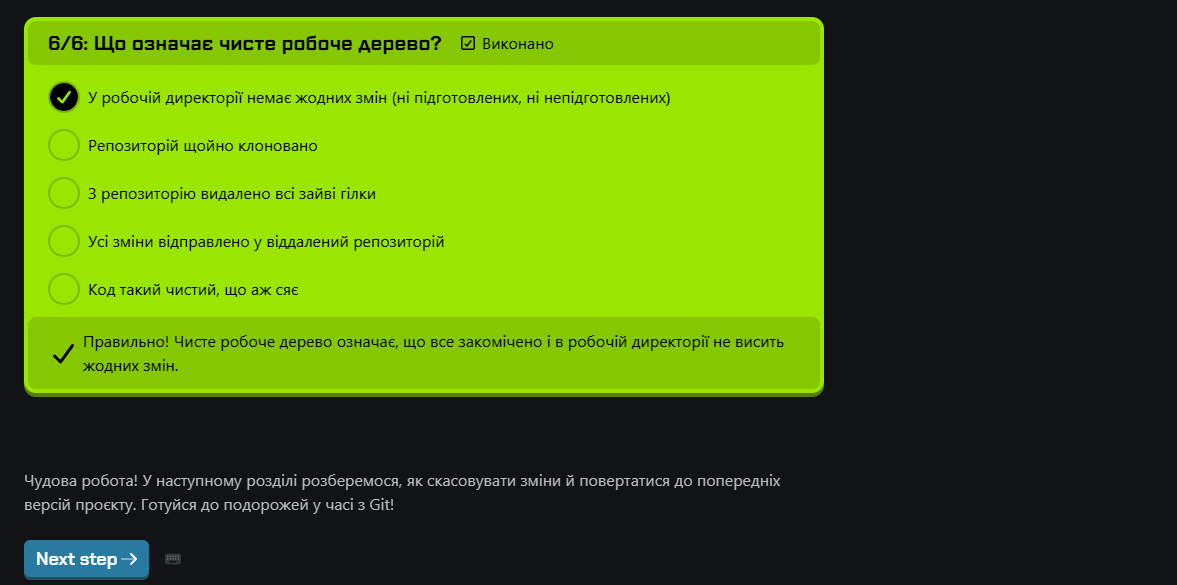 6/6: Що означає чисте робоче дерево? Виконано
У робочій директорії немає жодних змін (ні підготовлених, ні непідготовлених)
Репозиторій щойно клоновано
З репозиторію видалено всі зайві гілки
Усі зміни відправлено у віддалений репозиторій
Код такий чистий, що аж сяє
Правильно! Чисте робоче дерево означає, що все закомічено і в робочій директорії не висить
жодних змін.
Чудова робота! У наступному розділі розберемося, як скасовувати зміни й повертатися до попередніх
версій проєкту. Готуйся до подорожей у часі з Git!
Next step